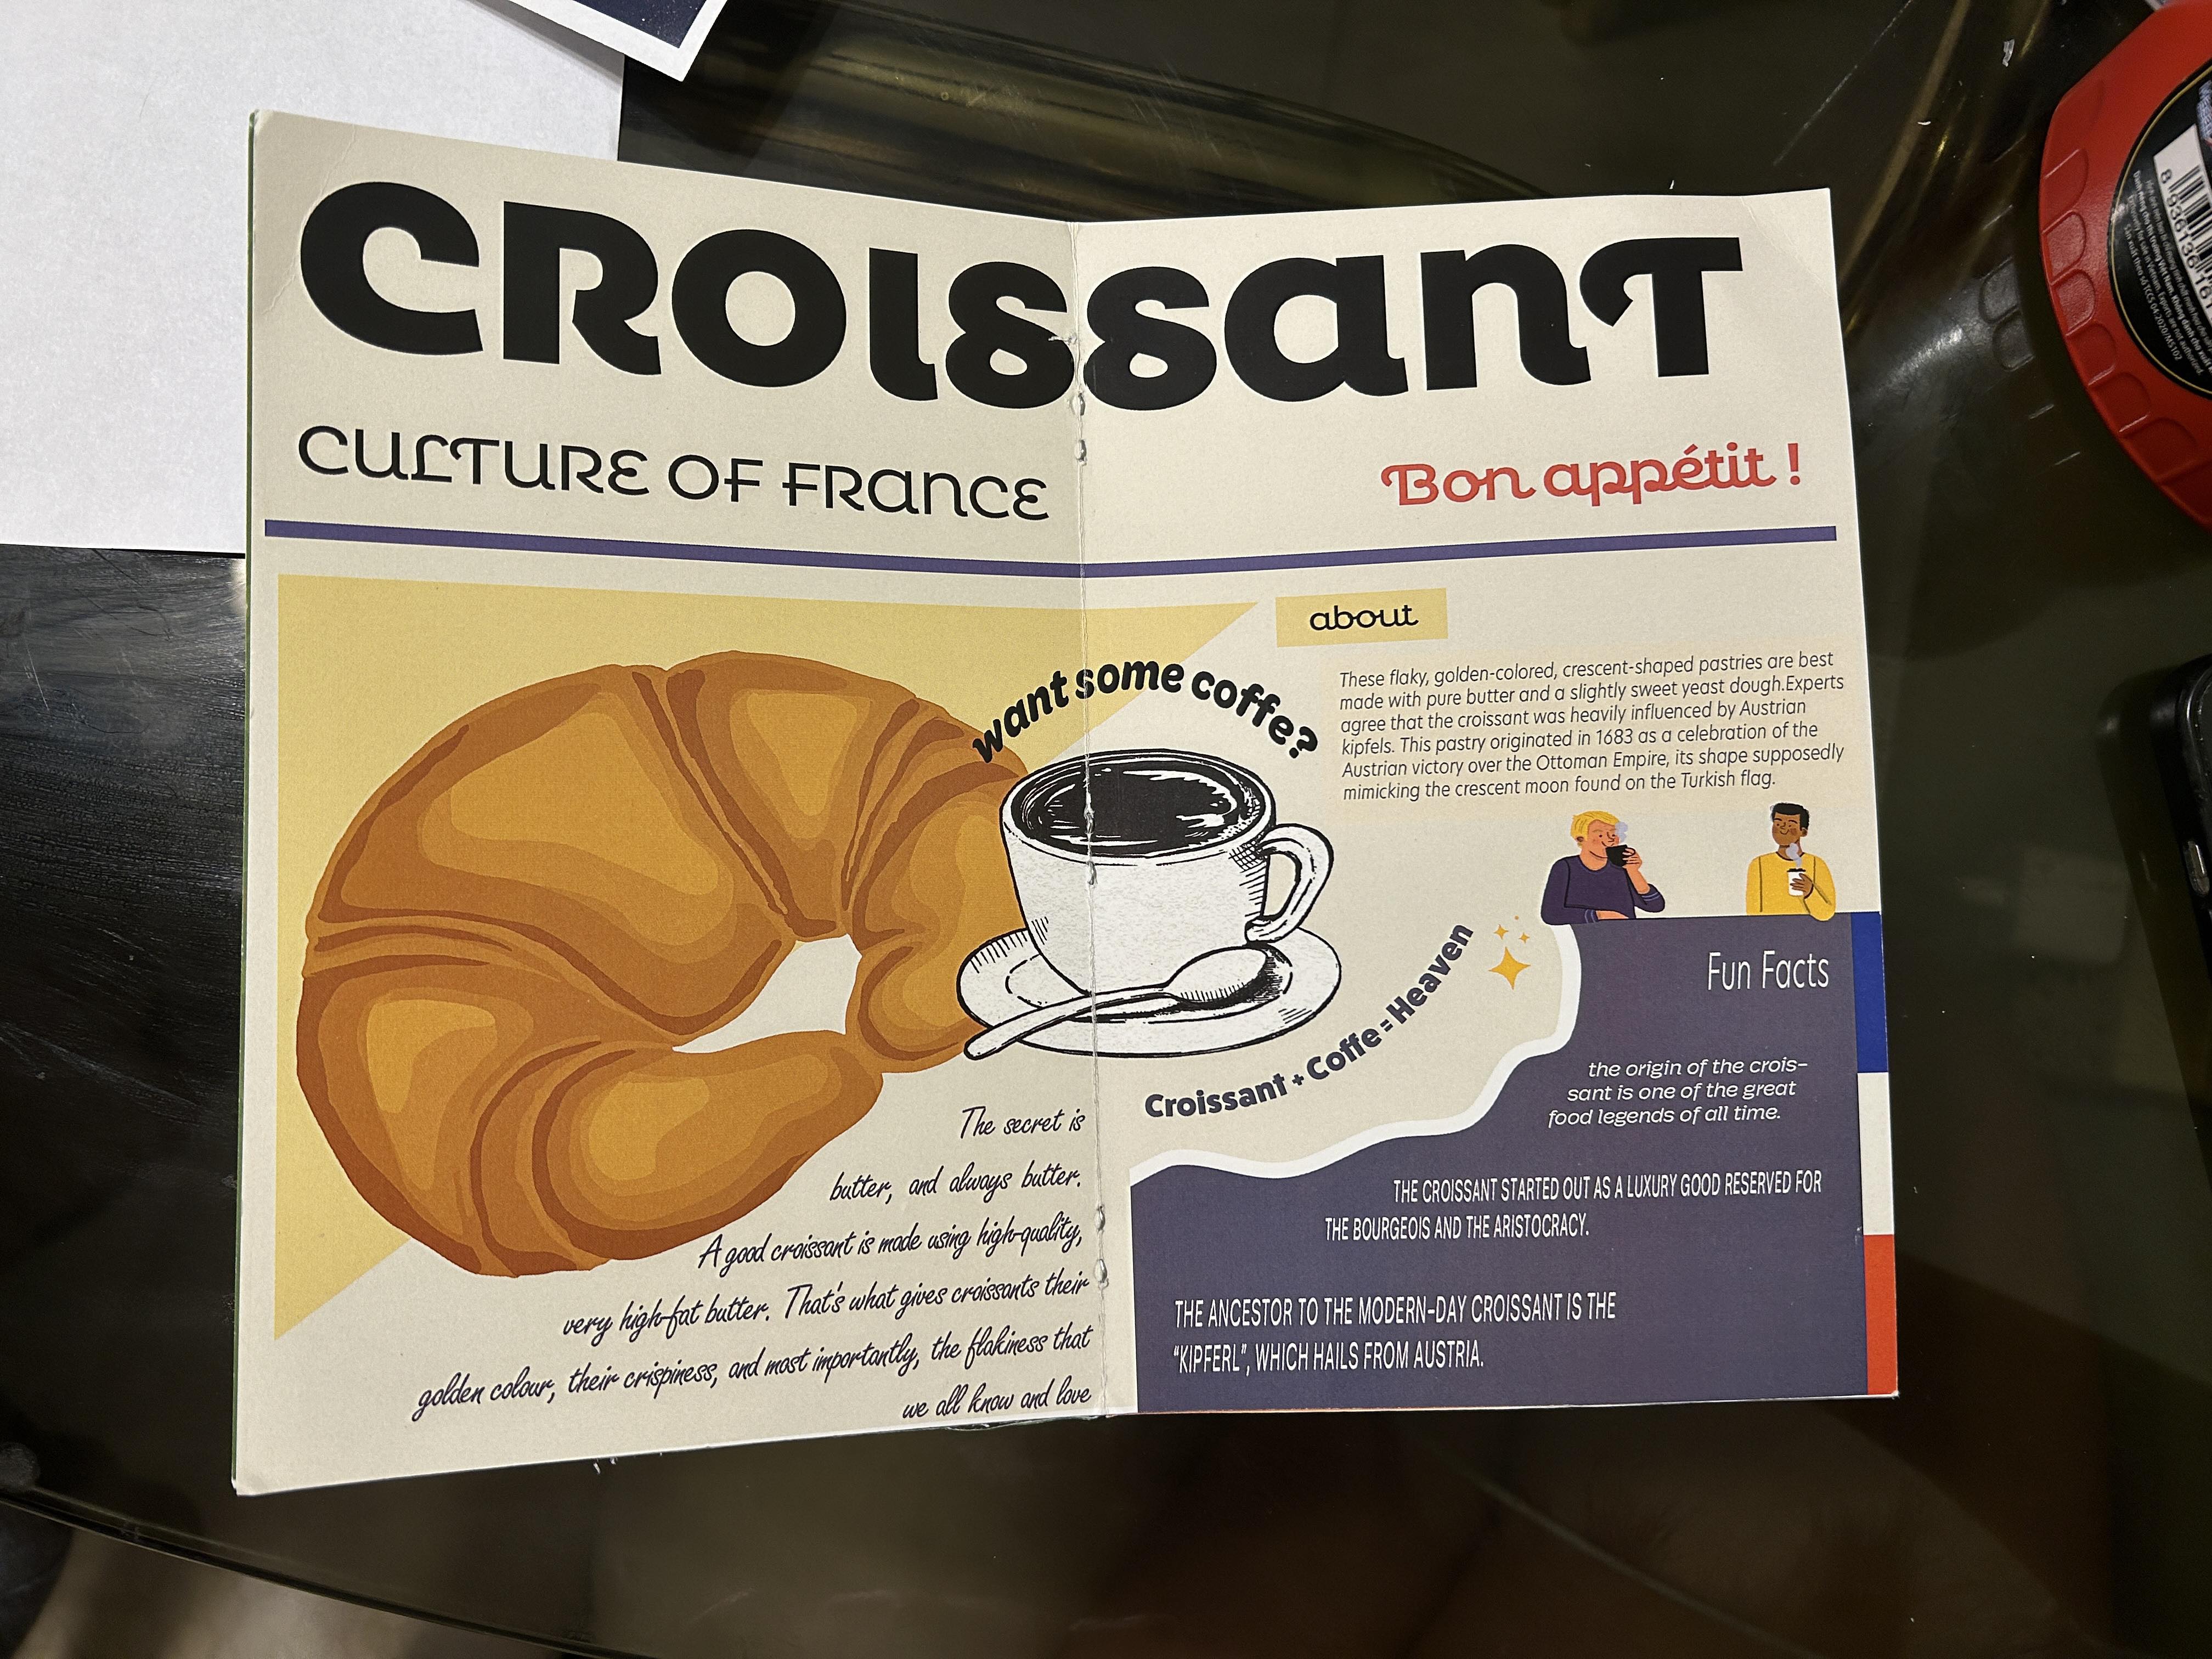 CROISSANT
CULTURE OF FRANCE
Bon appétit !
about
These flaky, golden-colored, crescent-shaped pastries are best
made with pure butter and a slightly sweet yeast dough.Experts
agree that the croissant was heavily influenced by Austrian
kipfels. This pastry originated in 1683 as a celebration of the
Austrian victory over the Ottoman Empire, its shape supposedly
mimicking the crescent moon found on the Turkish flag.
want some coffe?
Croissant + Coffe = Heaven
The secret is
butter, and always butter.
A good croissant is made using high-quality,
very high-fat butter. That's what gives croissants their
golden colour, their crispiness, and most importantly, the flakiness that
we all know and love
Fun Facts
the origin of the crois-
sant is one of the great
food legends of all time.
THE CROISSANT STARTED OUT AS A LUXURY GOOD RESERVED FOR
THE BOURGEOIS AND THE ARISTOCRACY.
THE ANCESTOR TO THE MODERN-DAY CROISSANT IS THE
"KIPFERL", WHICH HAILS FROM AUSTRIA.